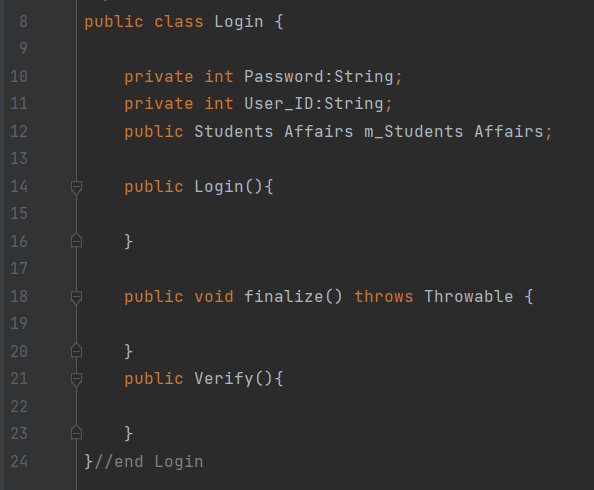 8 public class Login {
9
10 private int Password:String;
11 private int User_ID:String;
12 public Students Affairs m_Students Affairs;
13
14 public Login(){
15
16 }
17
18 public void finalize() throws Throwable {
19
20 }
21 public Verify(){
22
23 }
24 }//end Login